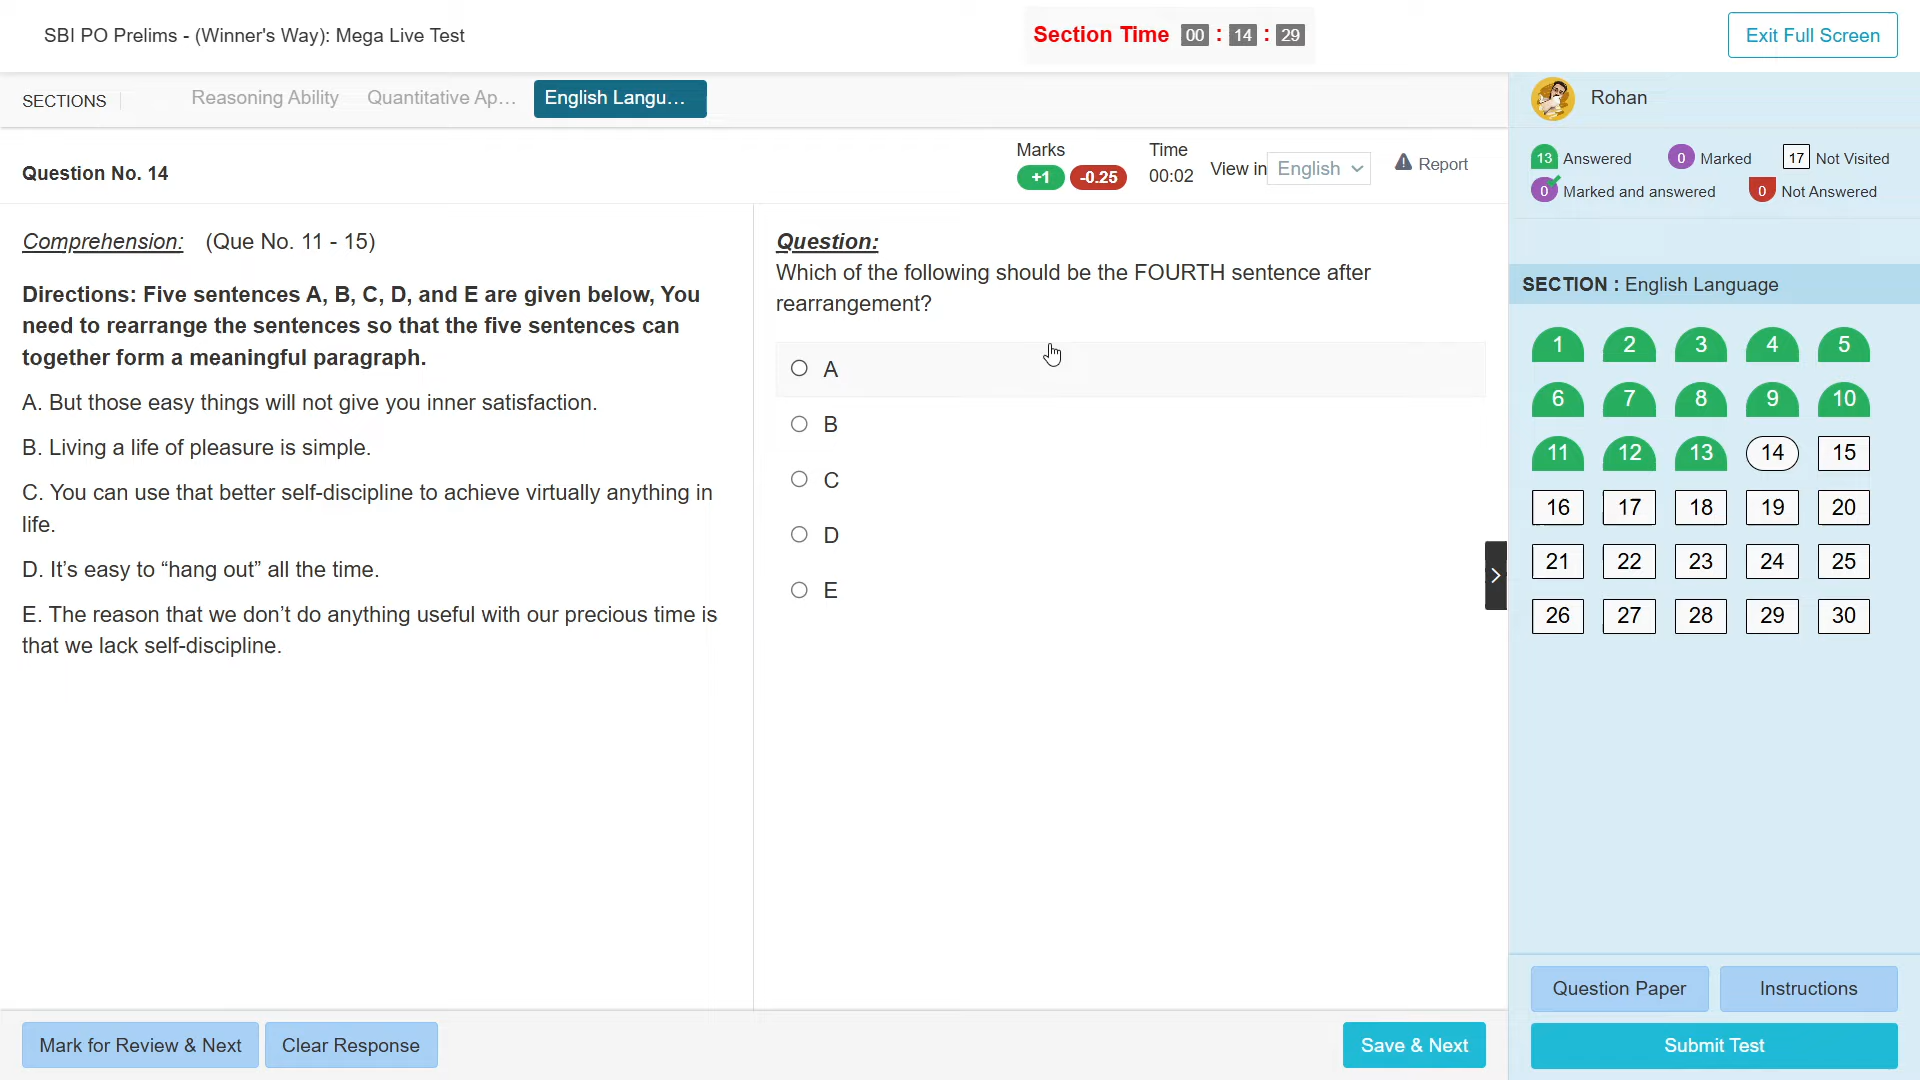 SBI PO Prelims - (Winner's Way): Mega Live Test
Section Time 00 : 14 : 29
Exit Full Screen
SECTIONS
Reasoning Ability
Quantitative Ap...
English Langu...
Rohan
Question No. 14
Marks
+1 -0.25
Time
00:02
View in English
Report
13 Answered
0 Marked
17 Not Visited
0 Marked and answered
0 Not Answered
Comprehension: (Que No. 11 - 15)
Directions: Five sentences A, B, C, D, and E are given below, You
need to rearrange the sentences so that the five sentences can
together form a meaningful paragraph.
A. But those easy things will not give you inner satisfaction.
B. Living a life of pleasure is simple.
C. You can use that better self-discipline to achieve virtually anything in
life.
D. It's easy to “hang out” all the time.
E. The reason that we don’t do anything useful with our precious time is
that we lack self-discipline.
Question:
Which of the following should be the FOURTH sentence after
rearrangement?
A
B
C
D
E
SECTION : English Language
1 2 3 4 5
6 7 8 9 10
11 12 13 14 15
16 17 18 19 20
21 22 23 24 25
26 27 28 29 30
Question Paper
Instructions
Mark for Review & Next
Clear Response
Save & Next
Submit Test